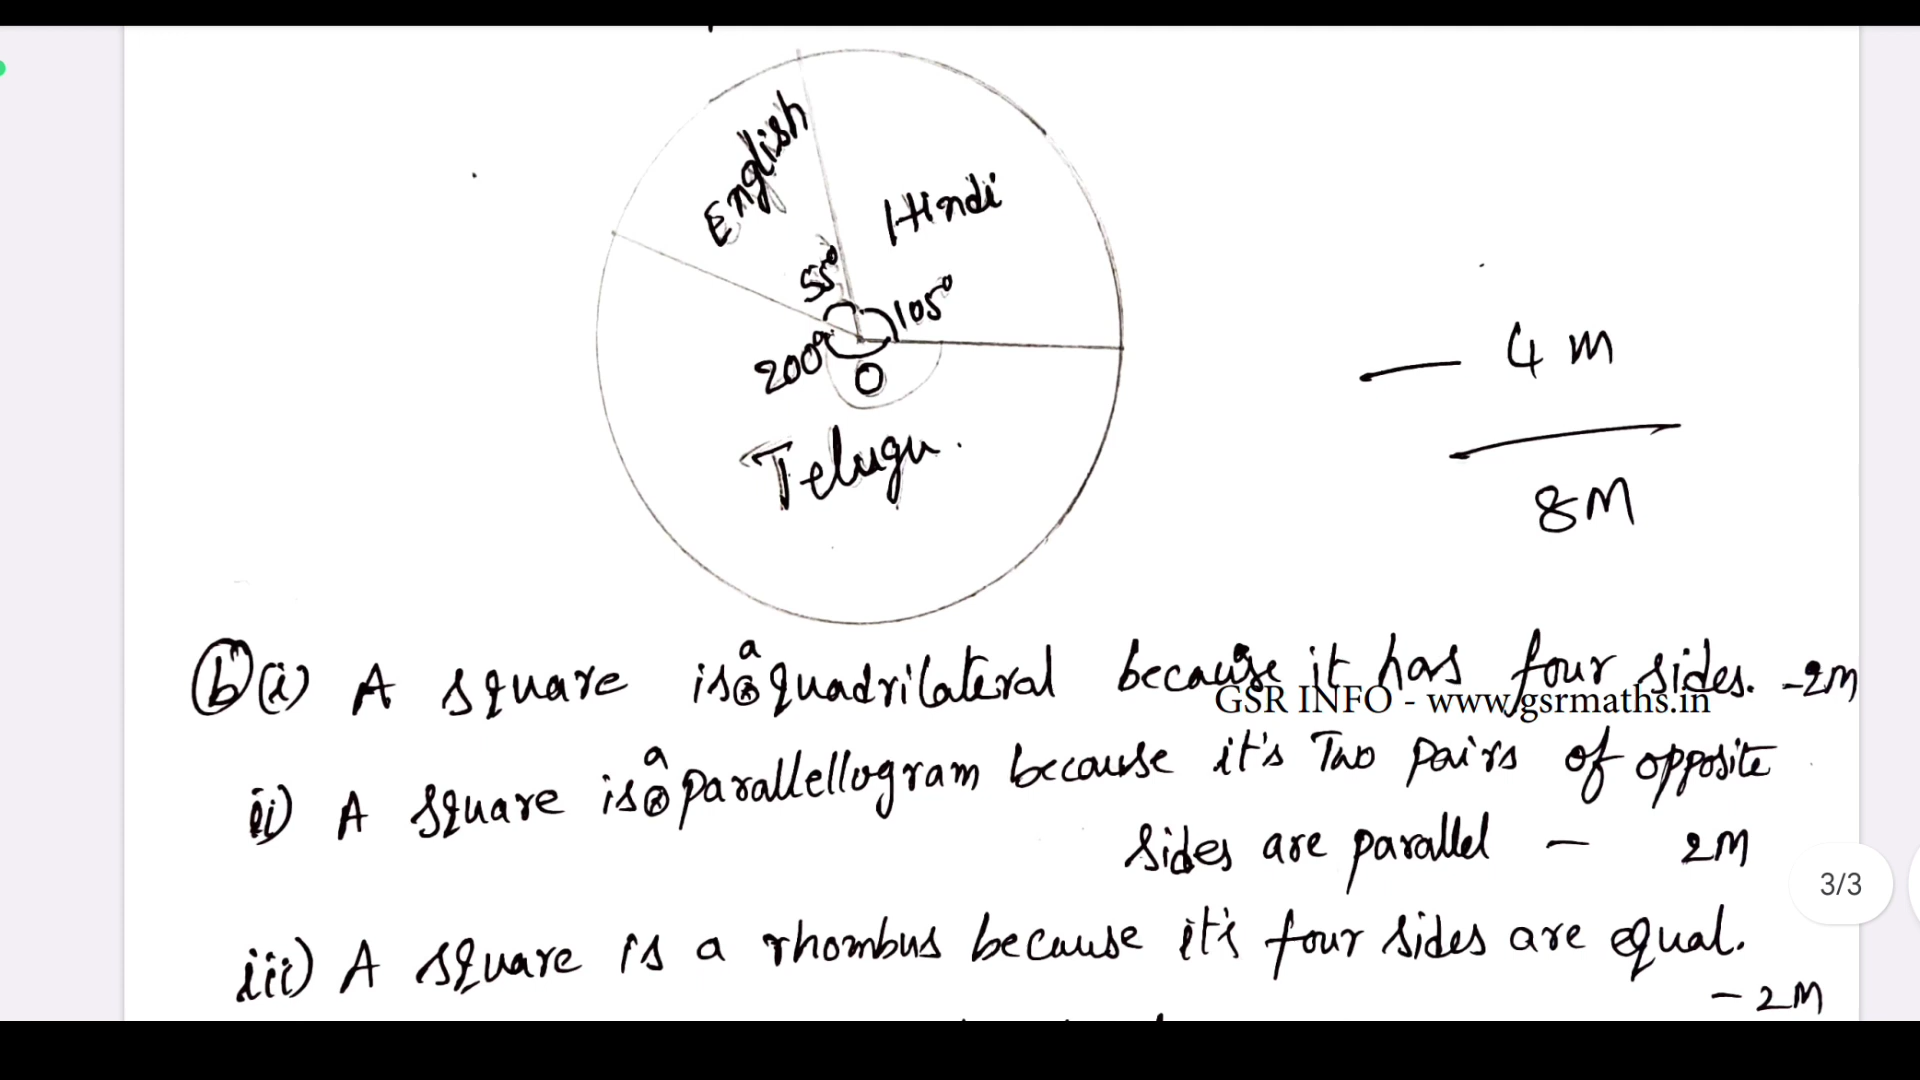 English
Hindi
55°
105°
200°
O
Telugu.
— 4 m
8M
b (i) A square is a quadrilateral because it has four sides. - 2M
GSR INFO - www.gsrmaths.in
ii) A square is a parallellogram because it's Two pairs of opposite
sides are parallel — 2M
3/3
iii) A square is a rhombus because it's four sides are equal.
— 2M